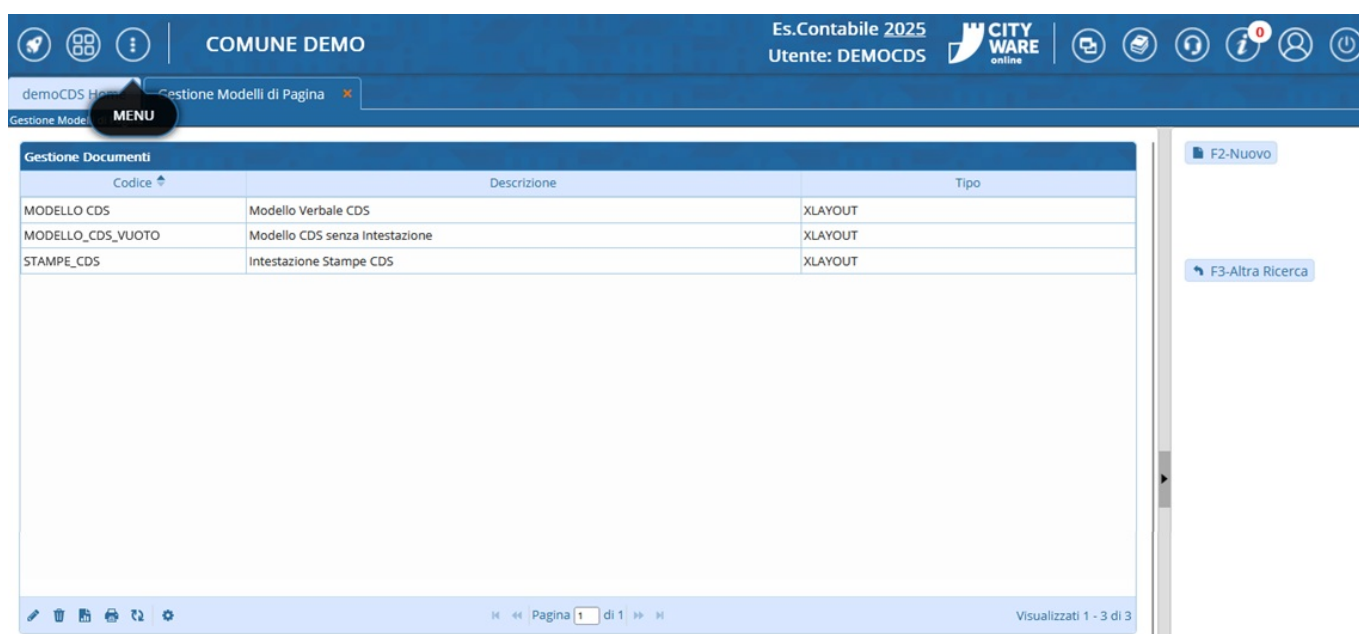 COMUNE DEMO
Es.Contabile 2025
Utente: DEMOCDS
CITY
WARE
online
0
demoCDS Gestione Modelli di Pagina
MENU
Gestione
Gestione Documenti
Codice Descrizione Tipo
MODELLO CDS Modello Verbale CDS XLAYOUT
MODELLO_CDS_VUOTO Modello CDS senza Intestazione XLAYOUT
STAMPE_CDS Intestazione Stampe CDS XLAYOUT
F2-Nuovo
F3-Altra Ricerca
Pagina 1 di 1
Visualizzati 1 - 3 di 3